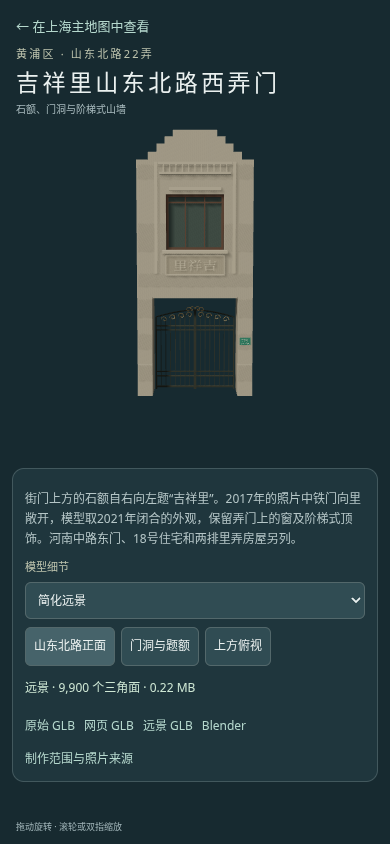 ← 在上海主地图中查看
黄浦区 · 山东北路22弄
吉祥里山东北路西弄门
石额、门洞与阶梯式山墙
里祥吉
街门上方的石额自右向左题“吉祥里”。2017年的照片中铁门向里
敞开，模型取2021年闭合的外观，保留弄门上的窗及阶梯式顶
饰。河南中路东门、18号住宅和两排里弄房屋另列。
模型细节
简化远景
山东北路正面 门洞与题额 上方俯视
远景 · 9,900 个三角面 · 0.22 MB
原始 GLB 网页 GLB 远景 GLB Blender
制作范围与照片来源
拖动旋转 · 滚轮或双指缩放